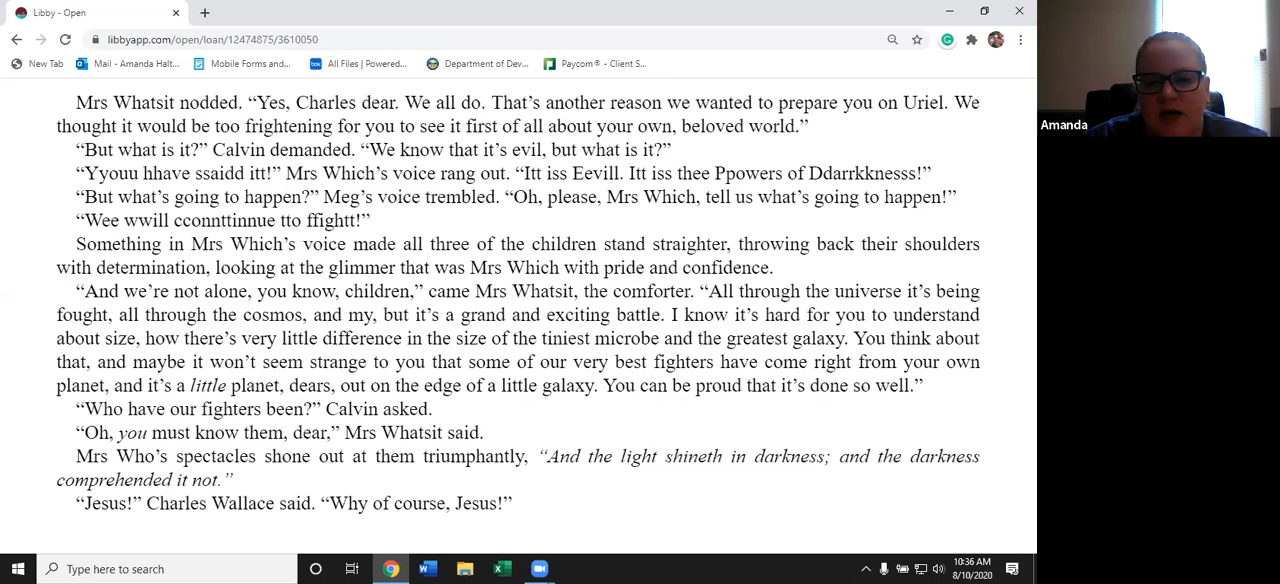 Libby - Open
libbyapp.com/open/loan/12474875/3610050
New Tab
Mail - Amanda Halt...
Mobile Forms and...
box
All Files | Powered...
Department of Dev...
Paycom® - Client S...
Mrs Whatsit nodded. “Yes, Charles dear. We all do. That’s another reason we wanted to prepare you on Uriel. We
thought it would be too frightening for you to see it first of all about your own, beloved world.”
“But what is it?” Calvin demanded. “We know that it’s evil, but what is it?”
“Yyouu hhave ssaidd itt!” Mrs Which’s voice rang out. “Itt iss Eevill. Itt iss thee Ppowers of Ddarrkknesss!”
“But what’s going to happen?” Meg’s voice trembled. “Oh, please, Mrs Which, tell us what’s going to happen!”
“Wee wwill cconnttinnue tto ffightt!”
Something in Mrs Which’s voice made all three of the children stand straighter, throwing back their shoulders
with determination, looking at the glimmer that was Mrs Which with pride and confidence.
“And we’re not alone, you know, children,” came Mrs Whatsit, the comforter. “All through the universe it’s being
fought, all through the cosmos, and my, but it’s a grand and exciting battle. I know it’s hard for you to understand
about size, how there’s very little difference in the size of the tiniest microbe and the greatest galaxy. You think about
that, and maybe it won’t seem strange to you that some of our very best fighters have come right from your own
planet, and it’s a little planet, dears, out on the edge of a little galaxy. You can be proud that it’s done so well.”
“Who have our fighters been?” Calvin asked.
“Oh, you must know them, dear,” Mrs Whatsit said.
Mrs Who’s spectacles shone out at them triumphantly, “And the light shineth in darkness; and the darkness
comprehended it not.”
“Jesus!” Charles Wallace said. “Why of course, Jesus!”
Amanda
Type here to search
10:36 AM
8/10/2020